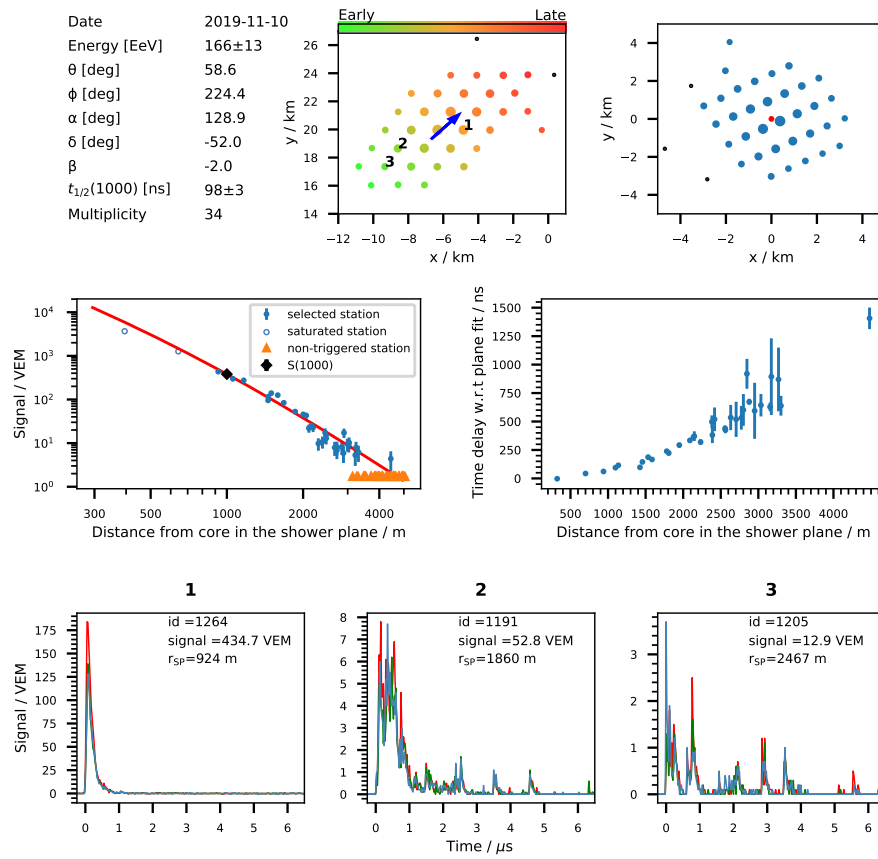 Date 2019-11-10
Energy [EeV] 166±13
θ [deg] 58.6
ϕ [deg] 224.4
α [deg] 128.9
δ [deg] -52.0
β -2.0
t1/2(1000) [ns] 98±3
Multiplicity 34
Early Late
26
24
22
20
18
16
14
y / km
1
2
3
−12 −10 −8 −6 −4 −2 0
x / km
4
2
0
−2
−4
y / km
−4 −2 0 2 4
x / km
10⁴
10³
10²
10¹
10⁰
Signal / VEM
selected station
saturated station
non-triggered station
S(1000)
300 500 1000 2000 4000
Distance from core in the shower plane / m
1500
1250
1000
750
500
250
0
Time delay w.r.t plane fit / ns
500 1000 1500 2000 2500 3000 3500 4000
Distance from core in the shower plane / m
1
id =1264
signal =434.7 VEM
rSP=924 m
175
150
125
100
75
50
25
0
Signal / VEM
0 1 2 3 4 5 6
2
id =1191
signal =52.8 VEM
rSP=1860 m
8
7
6
5
4
3
2
1
0
0 1 2 3 4 5 6
Time / μs
3
id =1205
signal =12.9 VEM
rSP=2467 m
3
2
1
0
0 1 2 3 4 5 6